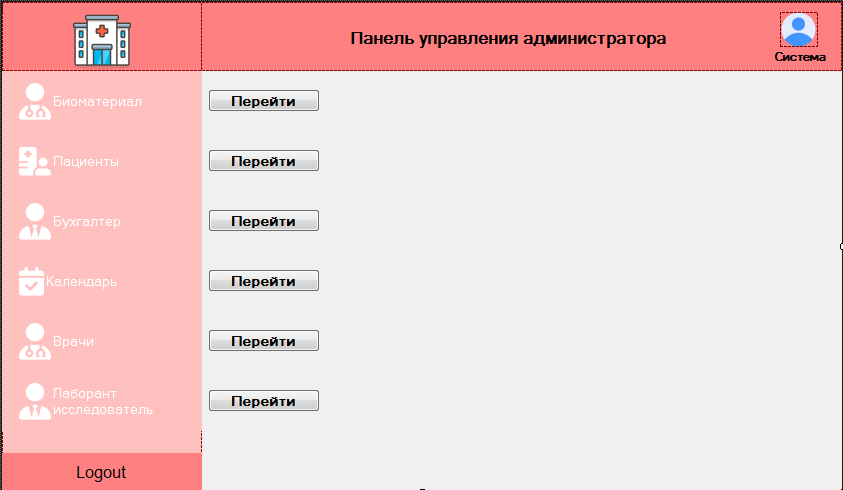 Панель управления администратора
Система
Биоматериал
Перейти
Пациенты
Перейти
Бухгалтер
Перейти
Календарь
Перейти
Врачи
Перейти
Лаборант
исследователь
Перейти
Logout